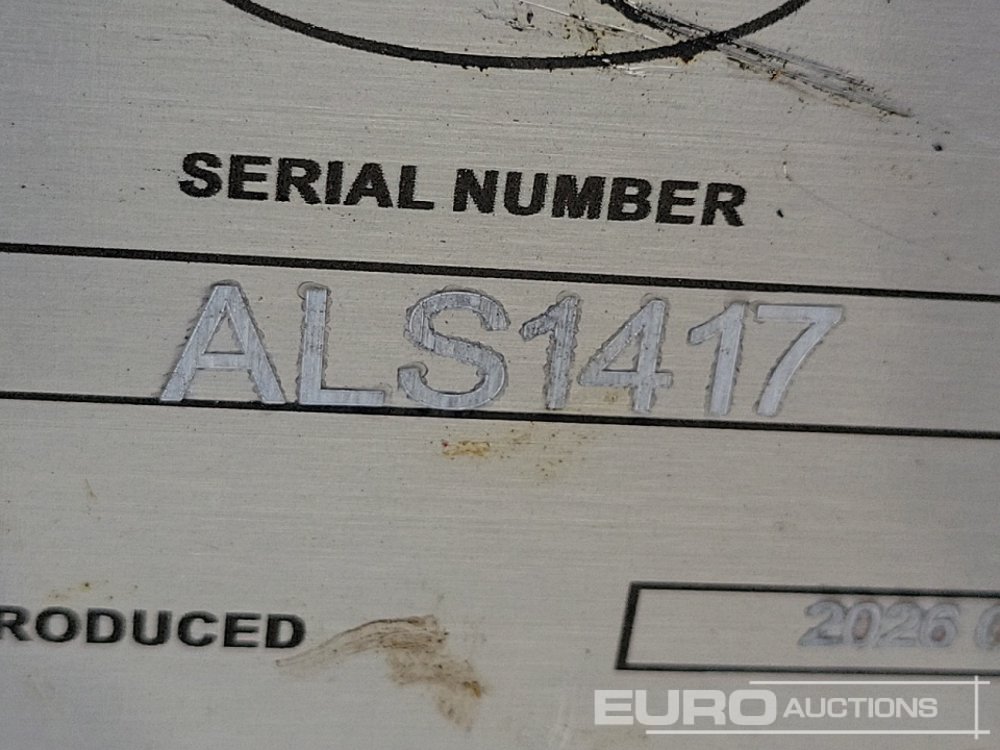 SERIAL NUMBER
ALS1417
RODUCED
2026
EURO AUCTIONS